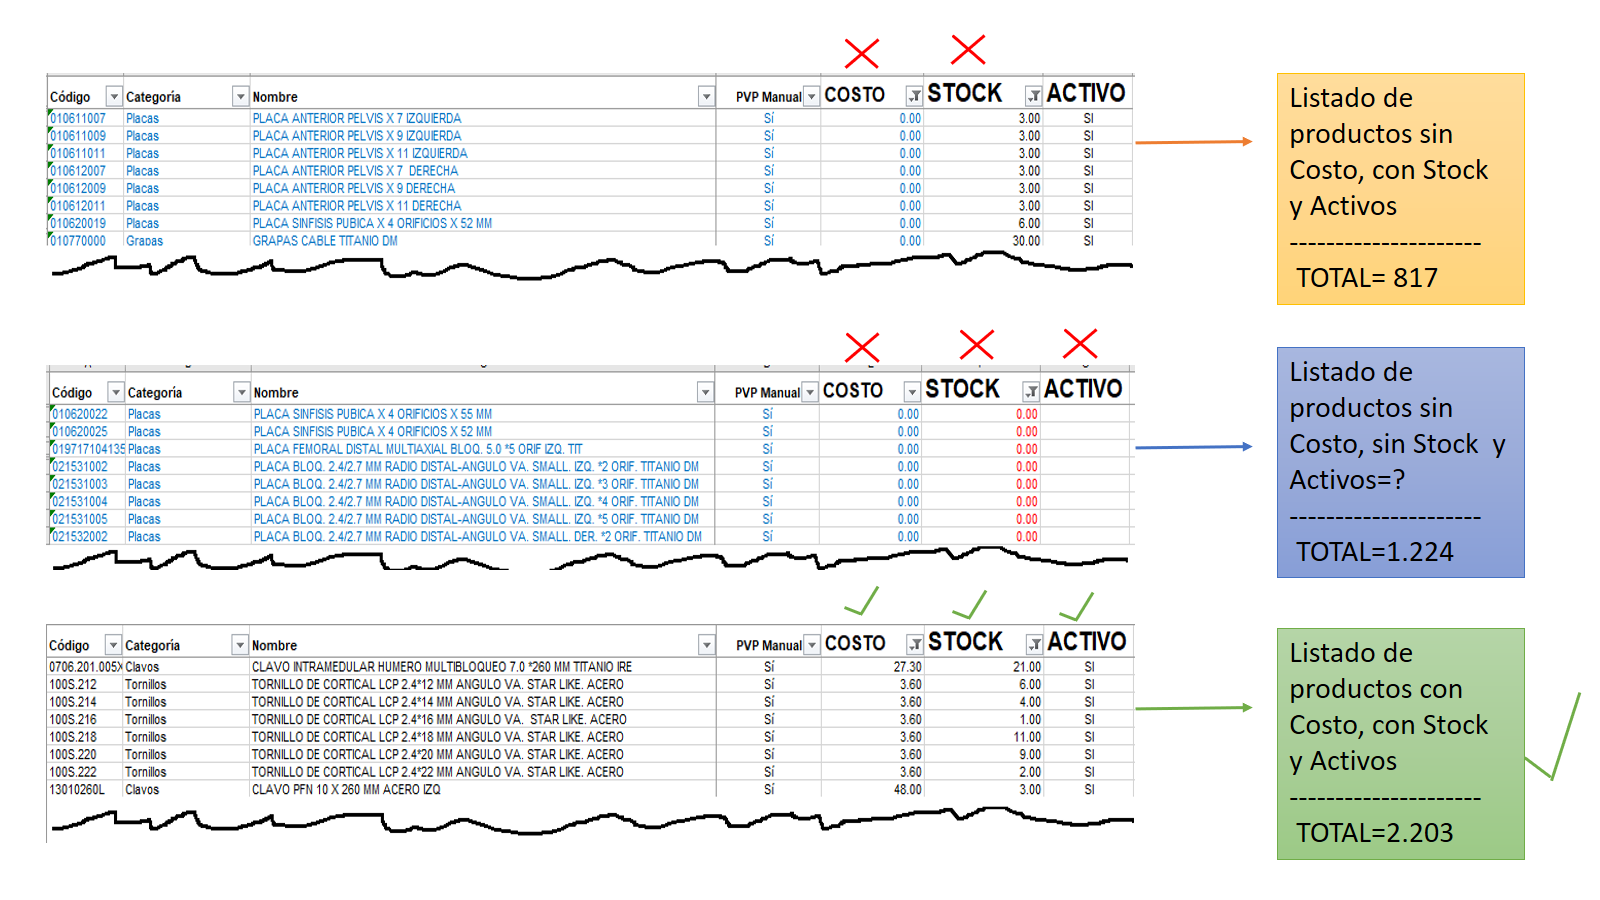 Código Categoría Nombre PVP Manual COSTO STOCK ACTIVO
010611007 Placas PLACA ANTERIOR PELVIS X 7 IZQUIERDA Sí 0.00 3.00 SI
010611009 Placas PLACA ANTERIOR PELVIS X 9 IZQUIERDA Sí 0.00 3.00 SI
010611011 Placas PLACA ANTERIOR PELVIS X 11 IZQUIERDA Sí 0.00 3.00 SI
010612007 Placas PLACA ANTERIOR PELVIS X 7 DERECHA Sí 0.00 3.00 SI
010612009 Placas PLACA ANTERIOR PELVIS X 9 DERECHA Sí 0.00 3.00 SI
010612011 Placas PLACA ANTERIOR PELVIS X 11 DERECHA Sí 0.00 3.00 SI
010620019 Placas PLACA SINFISIS PUBICA X 4 ORIFICIOS X 52 MM Sí 0.00 6.00 SI
010770000 Grapas GRAPAS CABLE TITANIO DM Sí 0.00 30.00 SI
Listado de
productos sin
Costo, con Stock
y Activos
---------------------
TOTAL= 817
Código Categoría Nombre PVP Manual COSTO STOCK ACTIVO
010620022 Placas PLACA SINFISIS PUBICA X 4 ORIFICIOS X 55 MM Sí 0.00 0.00
010620025 Placas PLACA SINFISIS PUBICA X 4 ORIFICIOS X 52 MM Sí 0.00 0.00
019717104135 Placas PLACA FEMORAL DISTAL MULTIAXIAL BLOQ. 5.0 *5 ORIF IZQ. TIT Sí 0.00 0.00
021531002 Placas PLACA BLOQ. 2.4/2.7 MM RADIO DISTAL-ANGULO VA. SMALL. IZQ. *2 ORIF. TITANIO DM Sí 0.00 0.00
021531003 Placas PLACA BLOQ. 2.4/2.7 MM RADIO DISTAL-ANGULO VA. SMALL. IZQ. *3 ORIF. TITANIO DM Sí 0.00 0.00
021531004 Placas PLACA BLOQ. 2.4/2.7 MM RADIO DISTAL-ANGULO VA. SMALL. IZQ. *4 ORIF. TITANIO DM Sí 0.00 0.00
021531005 Placas PLACA BLOQ. 2.4/2.7 MM RADIO DISTAL-ANGULO VA. SMALL. IZQ. *5 ORIF. TITANIO DM Sí 0.00 0.00
021532002 Placas PLACA BLOQ. 2.4/2.7 MM RADIO DISTAL-ANGULO VA. SMALL. DER. *2 ORIF. TITANIO DM Sí 0.00 0.00
Listado de
productos sin
Costo, sin Stock y
Activos=?
---------------------
TOTAL=1.224
Código Categoría Nombre PVP Manual COSTO STOCK ACTIVO
0706.201.005X Clavos CLAVO INTRAMEDULAR HUMERO MULTIBLOQUEO 7.0 *260 MM TITANIO IRE Sí 27.30 21.00 SI
100S.212 Tornillos TORNILLO DE CORTICAL LCP 2.4*12 MM ANGULO VA. STAR LIKE. ACERO Sí 3.60 6.00 SI
100S.214 Tornillos TORNILLO DE CORTICAL LCP 2.4*14 MM ANGULO VA. STAR LIKE. ACERO Sí 3.60 4.00 SI
100S.216 Tornillos TORNILLO DE CORTICAL LCP 2.4*16 MM ANGULO VA. STAR LIKE. ACERO Sí 3.60 1.00 SI
100S.218 Tornillos TORNILLO DE CORTICAL LCP 2.4*18 MM ANGULO VA. STAR LIKE. ACERO Sí 3.60 11.00 SI
100S.220 Tornillos TORNILLO DE CORTICAL LCP 2.4*20 MM ANGULO VA. STAR LIKE. ACERO Sí 3.60 9.00 SI
100S.222 Tornillos TORNILLO DE CORTICAL LCP 2.4*22 MM ANGULO VA. STAR LIKE. ACERO Sí 3.60 2.00 SI
13010260L Clavos CLAVO PFN 10 X 260 MM ACERO IZQ Sí 48.00 3.00 SI
Listado de
productos con
Costo, con Stock
y Activos
---------------------
TOTAL=2.203